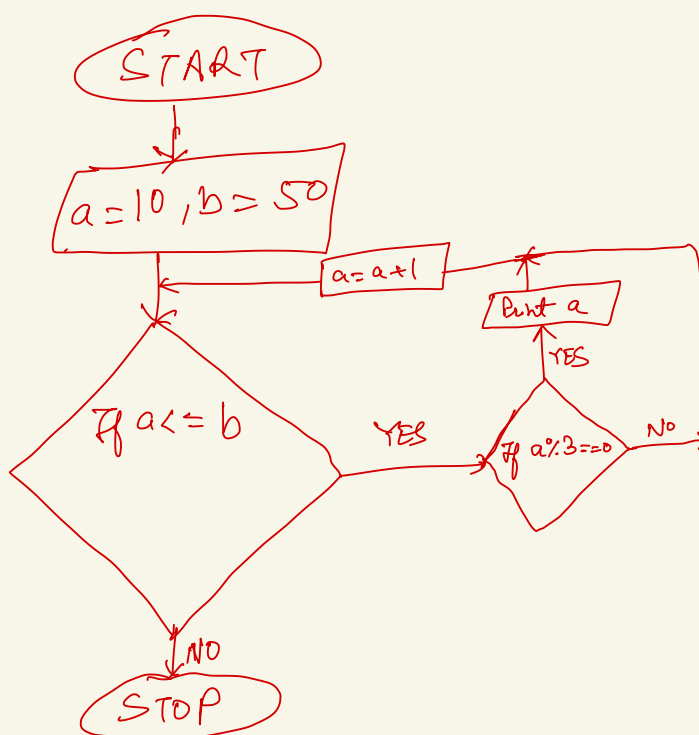 START
a=10, b=50
a=a+1
Print a
YES
If a<=b
YES
If a%3==0
NO
NO
STOP